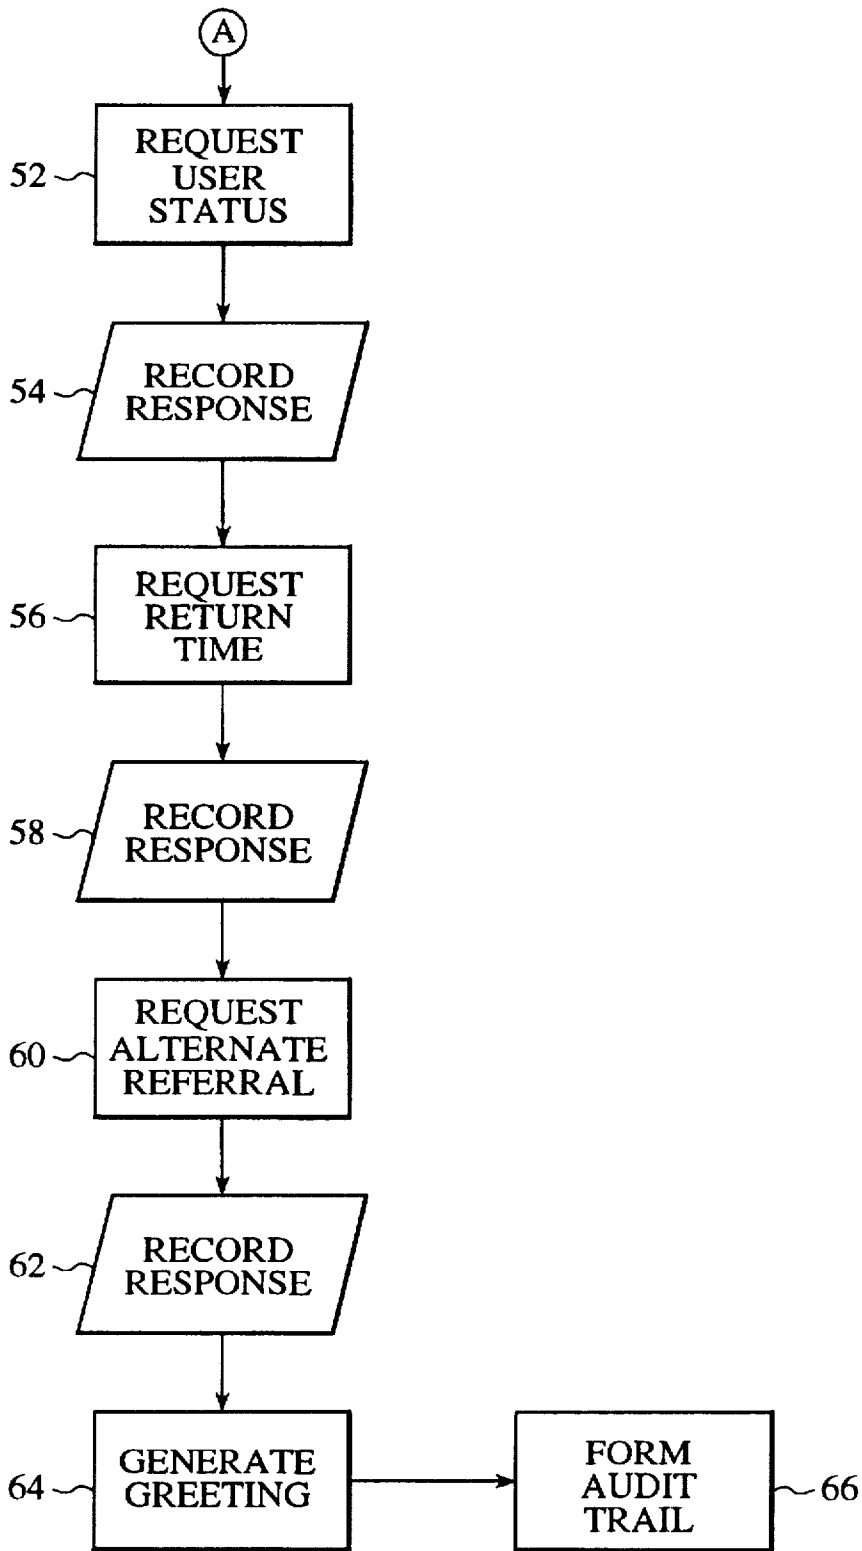 A
REQUEST
USER
STATUS
52
RECORD
RESPONSE
54
REQUEST
RETURN
TIME
56
RECORD
RESPONSE
58
REQUEST
ALTERNATE
REFERRAL
60
RECORD
RESPONSE
62
GENERATE
GREETING
64
FORM
AUDIT
TRAIL
66